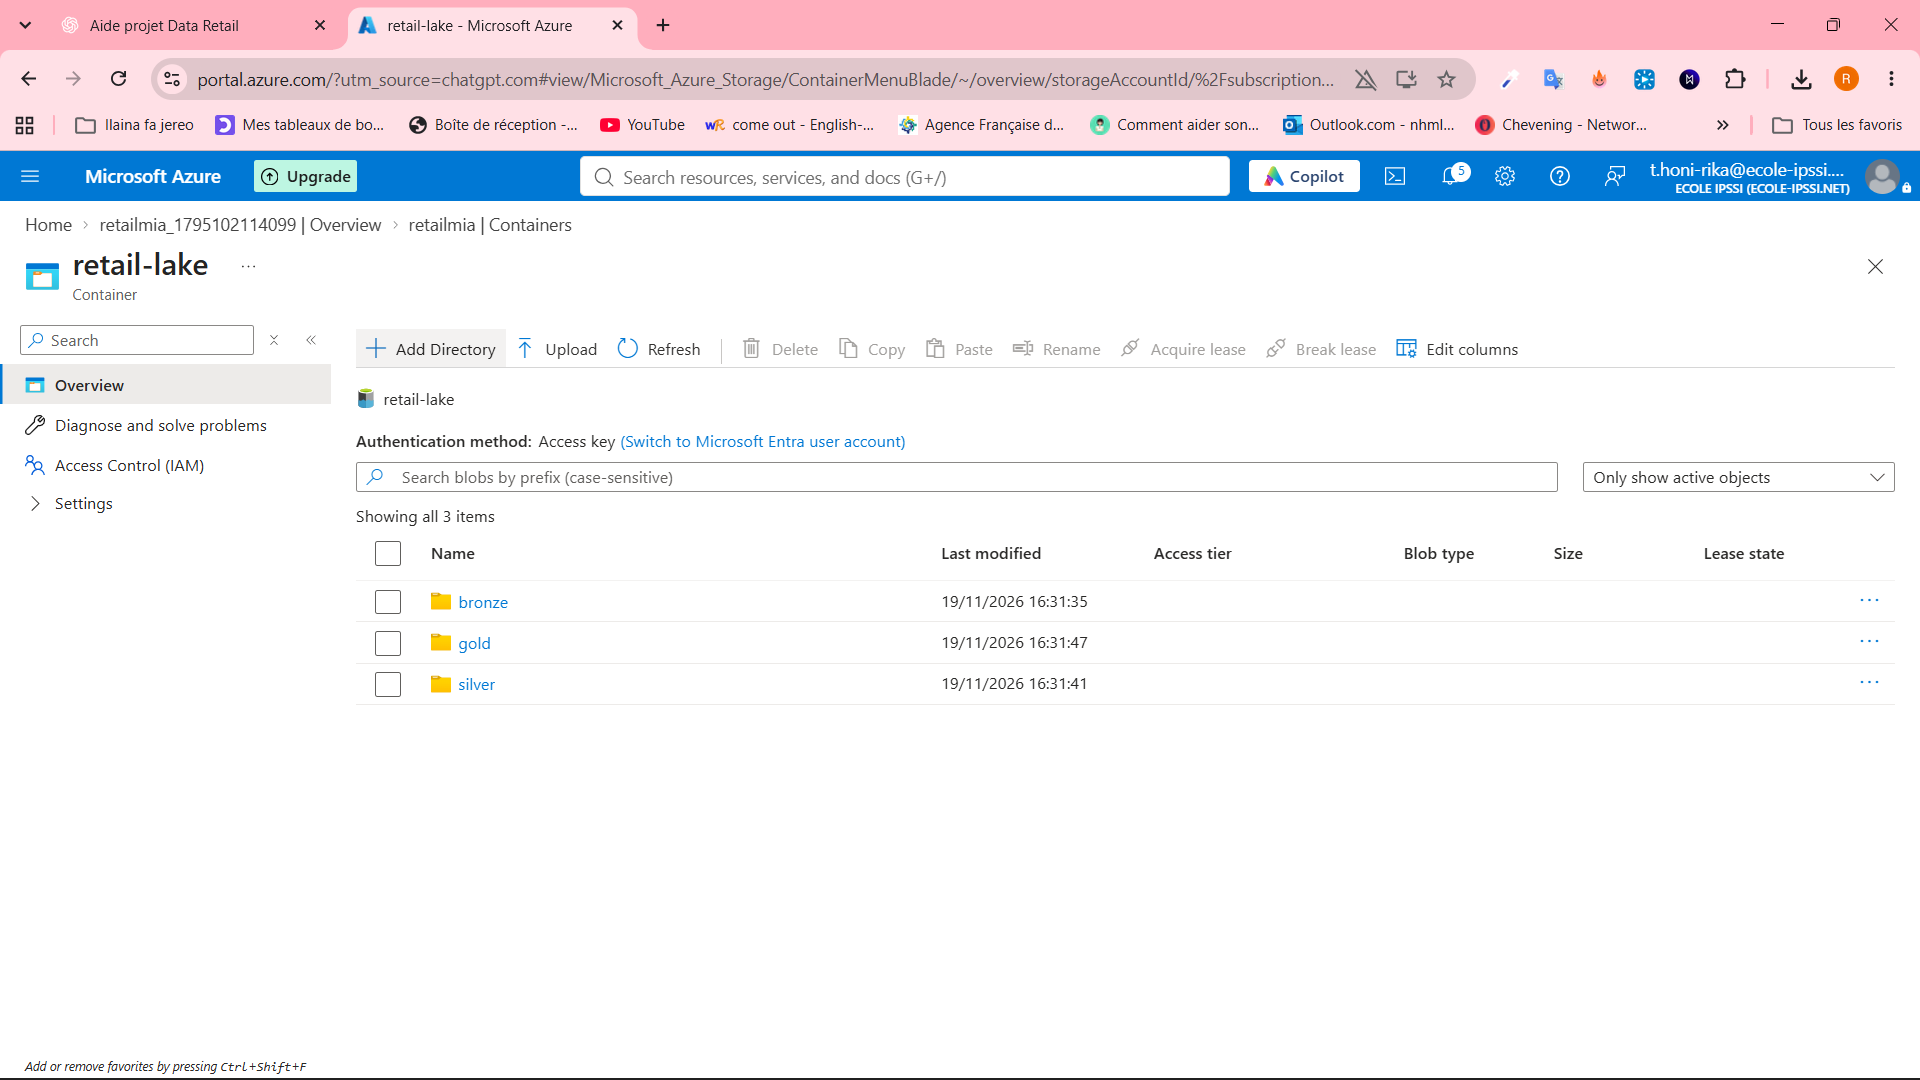 Aide projet Data Retail
retail-lake - Microsoft Azure
portal.azure.com/?utm_source=chatgpt.com#view/Microsoft_Azure_Storage/ContainerMenuBlade/~/overview/storageAccountId/%2Fsubscription...
R
Ilaina fa jereo
Mes tableaux de bo...
Boîte de réception -...
YouTube
come out - English-...
Agence Française d...
Comment aider son...
Outlook.com - nhml...
Chevening - Networ...
Tous les favoris
Microsoft Azure
Upgrade
Search resources, services, and docs (G+/)
Copilot
5
t.honi-rika@ecole-ipssi....
ECOLE IPSSI (ECOLE-IPSSI.NET)
Home > retailmia_1795102114099 | Overview > retailmia | Containers
retail-lake ...
Container
Search
Add Directory
Upload
Refresh
Delete
Copy
Paste
Rename
Acquire lease
Break lease
Edit columns
Overview
Diagnose and solve problems
Access Control (IAM)
Settings
retail-lake
Authentication method: Access key (Switch to Microsoft Entra user account)
Search blobs by prefix (case-sensitive)
Only show active objects
Showing all 3 items
Name Last modified Access tier Blob type Size Lease state
bronze 19/11/2026 16:31:35 ...
gold 19/11/2026 16:31:47 ...
silver 19/11/2026 16:31:41 ...
Add or remove favorites by pressing Ctrl+Shift+F